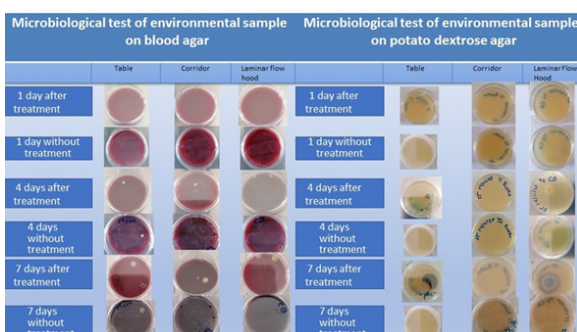 Microbiological test of environmental sample
on blood agar
Microbiological test of environmental sample
on potato dextrose agar
Table
Corridor
Laminar flow
hood
Table
Corridor
Laminar Flow
Hood
1 day after
treatment
1 day after
treatment
1 day without
treatment
1 day without
treatment
4 days after
treatment
4 days after
treatment
4 days
without
treatment
4 days
without
treatment
7 days after
treatment
7 days after
treatment
7 days
without
7 days
without